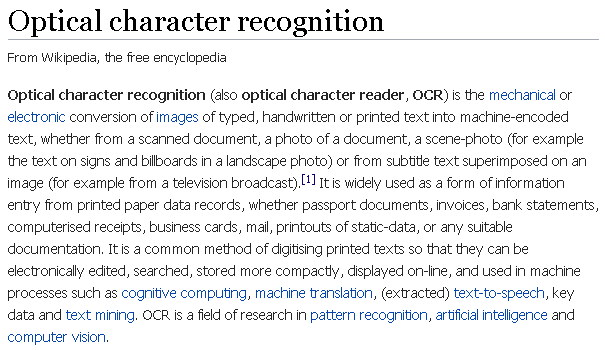 Optical character recognition
From Wikipedia, the free encyclopedia
Optical character recognition (also optical character reader, OCR) is the mechanical or
electronic conversion of images of typed, handwritten or printed text into machine-encoded
text, whether from a scanned document, a photo of a document, a scene-photo (for example
the text on signs and billboards in a landscape photo) or from subtitle text superimposed on an
image (for example from a television broadcast).[1] It is widely used as a form of information
entry from printed paper data records, whether passport documents, invoices, bank statements,
computerised receipts, business cards, mail, printouts of static-data, or any suitable
documentation. It is a common method of digitising printed texts so that they can be
electronically edited, searched, stored more compactly, displayed on-line, and used in machine
processes such as cognitive computing, machine translation, (extracted) text-to-speech, key
data and text mining. OCR is a field of research in pattern recognition, artificial intelligence and
computer vision.